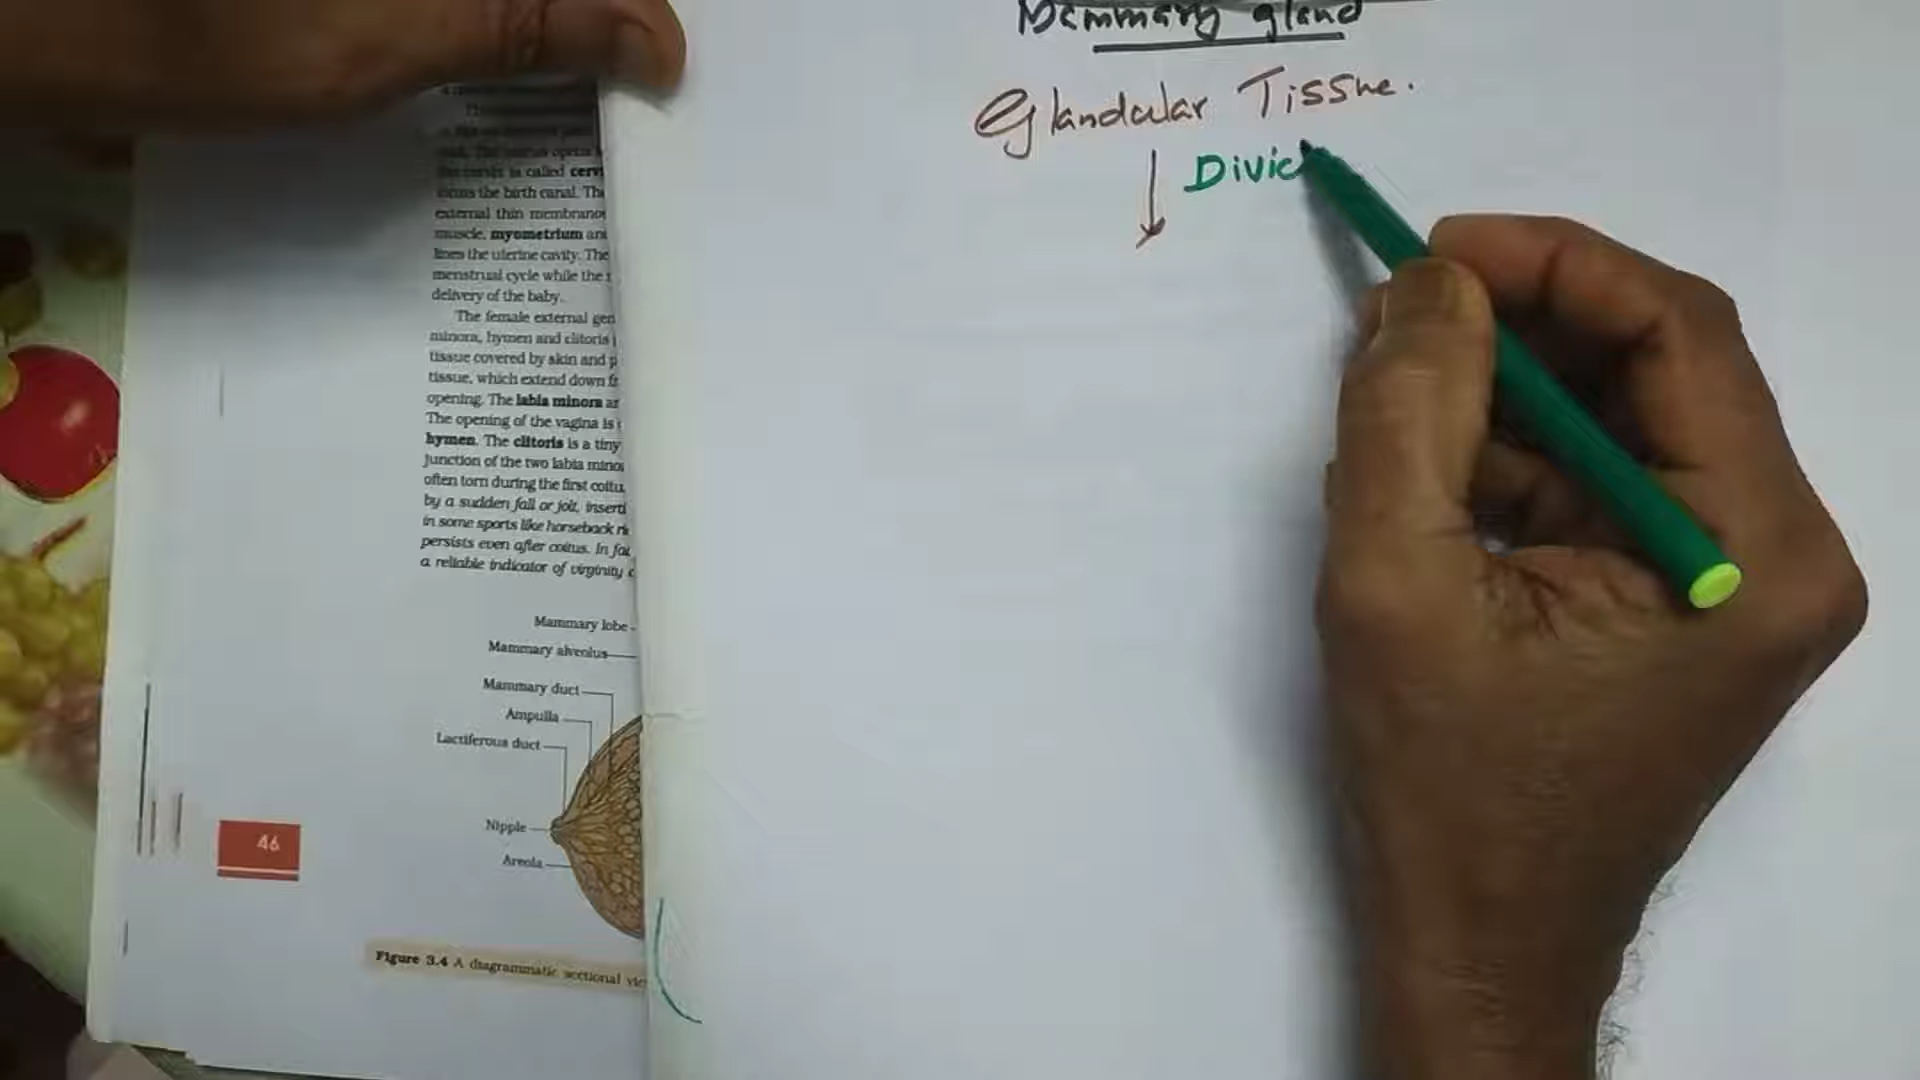 Mammary gland
Glandular Tissue.
Divid
is called cerv
forms the birth canal. The
external thin membrano
muscle, myometrium an
lines the uterine cavity. The
menstrual cycle while the
delivery of the baby.
The female external gen
minora, hymen and clitoris
tissue covered by skin and p
tissue, which extend down fr
opening. The labia minora ar
The opening of the vagina is
hymen. The clitoris is a tiny
junction of the two labia mino
often torn during the first coitu
by a sudden fall or jolt, inserti
in some sports like horseback ri
persists even after coitus. In fac
a reliable indicator of virginity o
Mammary lobe
Mammary alveolus
Mammary duct
Ampulla
Lactiferous duct
Nipple
46
Areola
Figure 3.4 A diagrammatic sectional vie